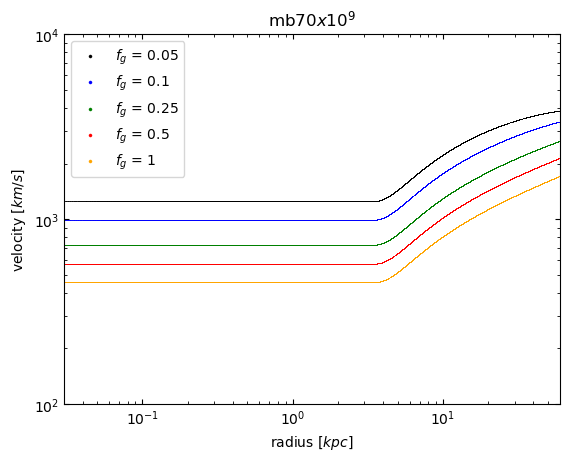 mb70x10⁹
velocity [km/s]
10⁴
10³
10²
f_g = 0.05
f_g = 0.1
f_g = 0.25
f_g = 0.5
f_g = 1
10⁻¹
10⁰
10¹
radius [kpc]